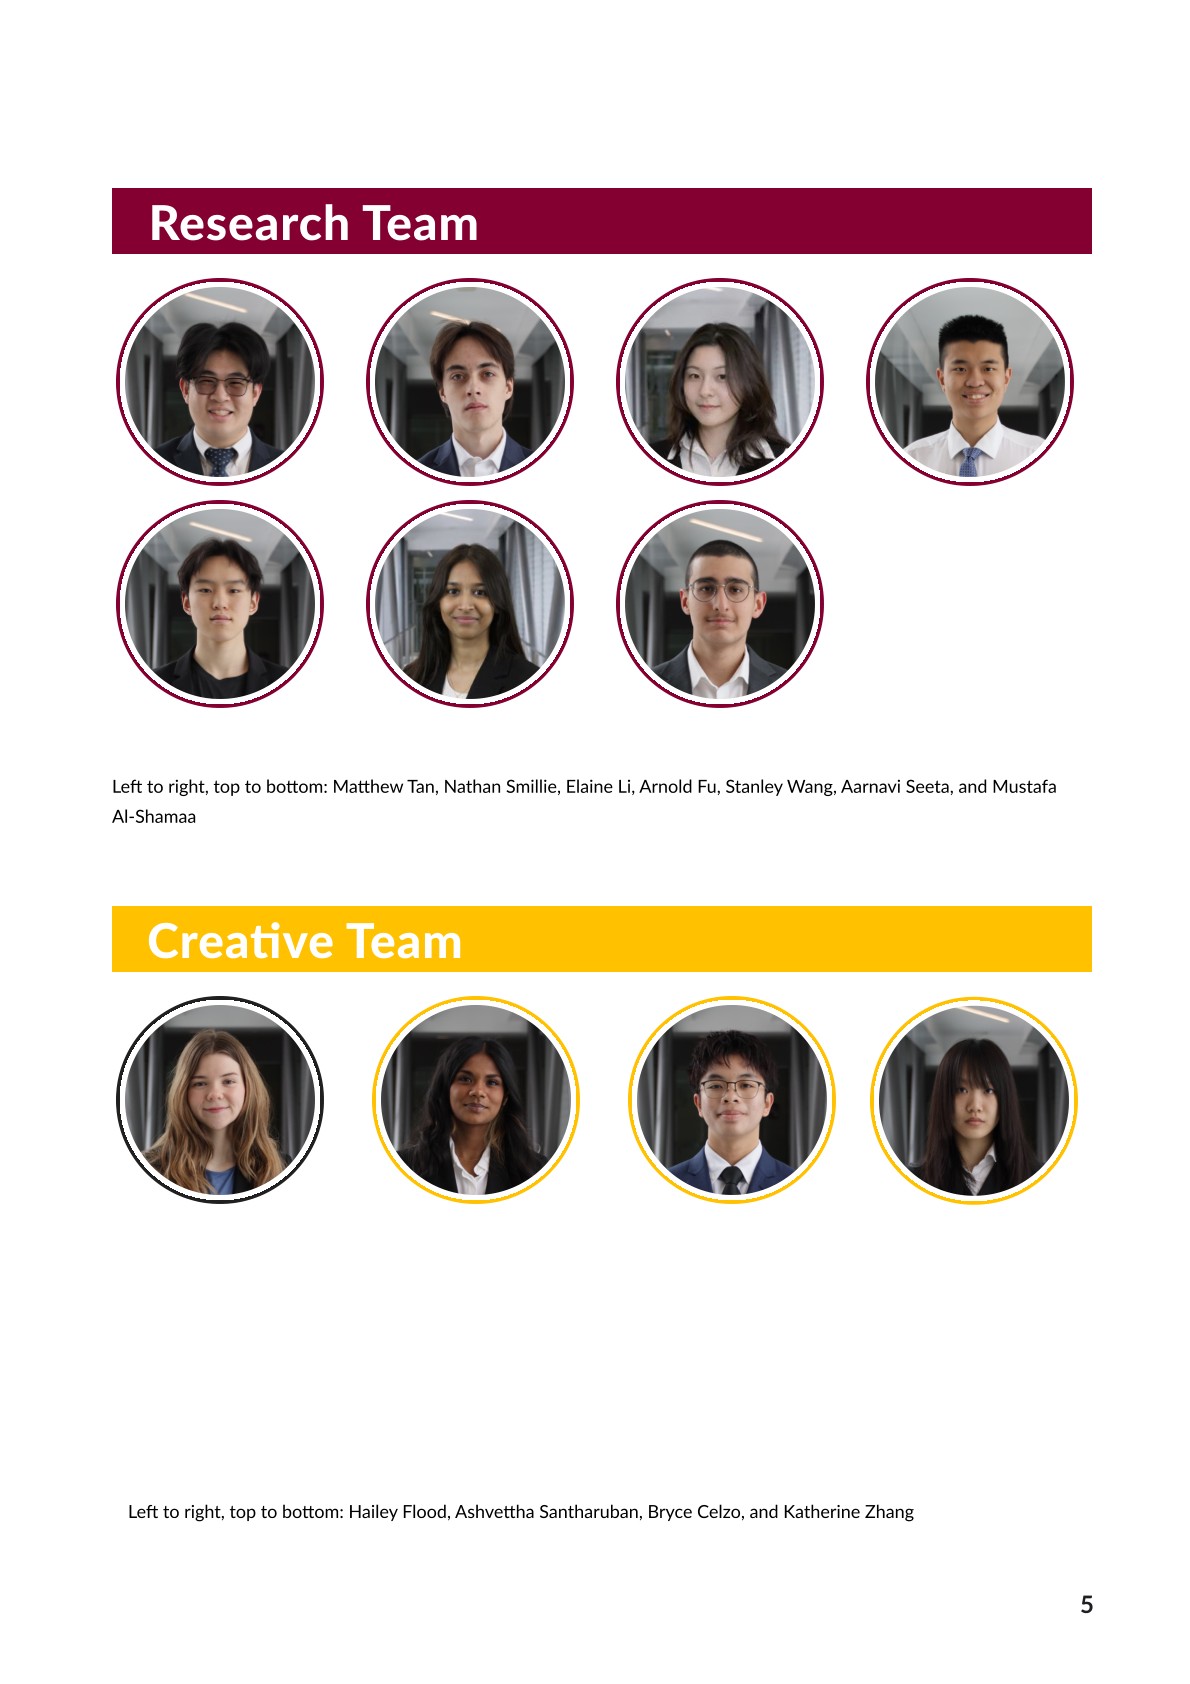 Research Team
Left to right, top to bottom: Matthew Tan, Nathan Smillie, Elaine Li, Arnold Fu, Stanley Wang, Aarnavi Seeta, and Mustafa
Al-Shamaa
Creative Team
Left to right, top to bottom: Hailey Flood, Ashvettha Santharuban, Bryce Celzo, and Katherine Zhang
5